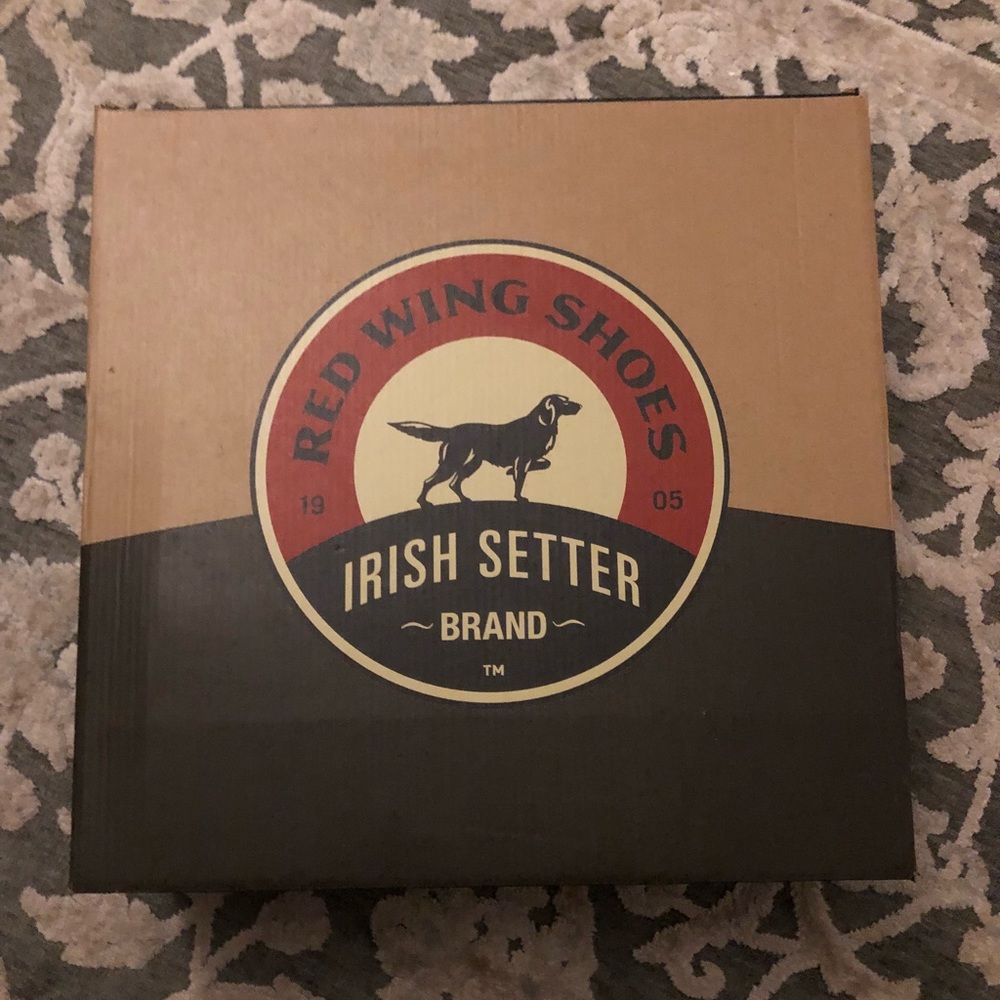 RED WING SHOES
19 05
IRISH SETTER
~BRAND~
TM